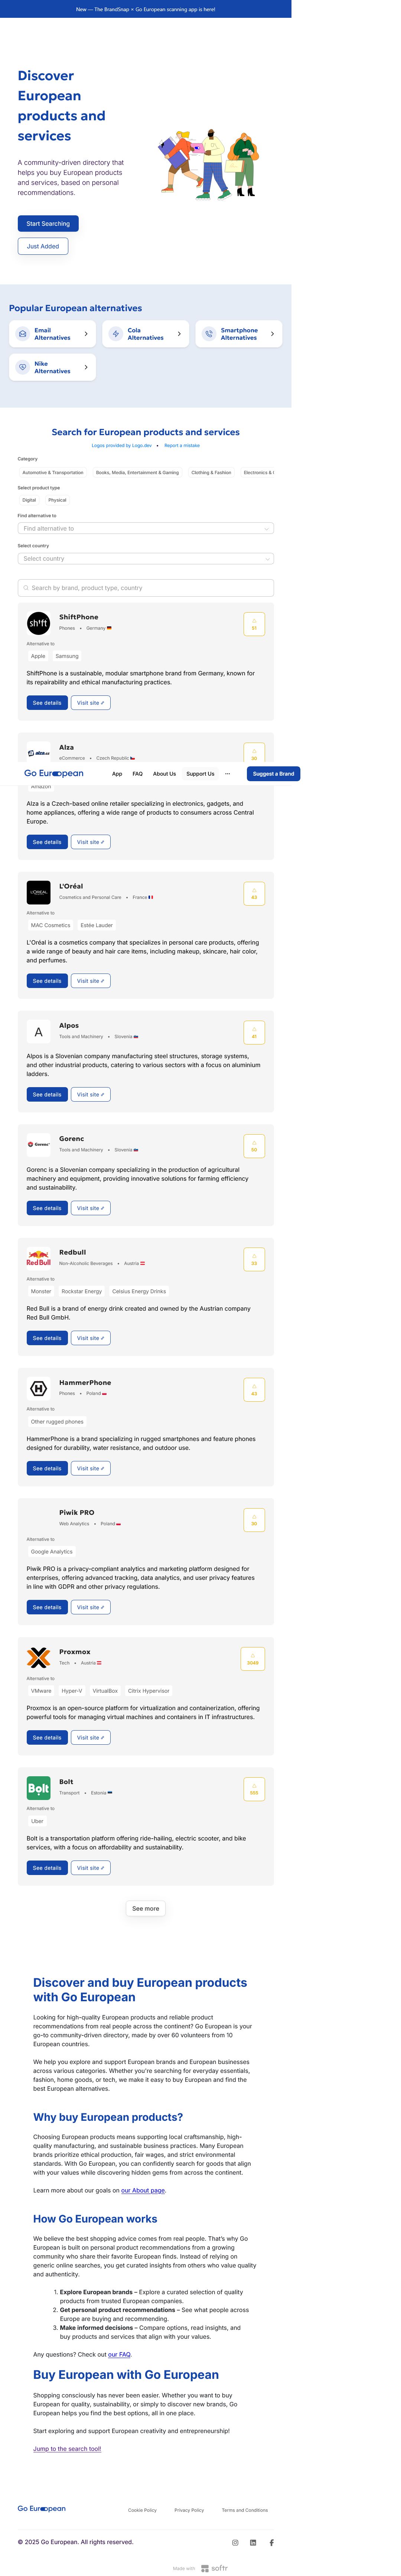 New — The BrandSnap × Go European scanning app is here!
Discover
European
products and
services
A community-driven directory that
helps you buy European products
and services, based on personal
recommendations.
Start Searching
Just Added
Popular European alternatives
Email
Alternatives
Cola
Alternatives
Smartphone
Alternatives
Nike
Alternatives
Search for European products and services
Logos provided by Logo.dev • Report a mistake
Category
Automotive & Transportation Books, Media, Entertainment & Gaming Clothing & Fashion Electronics &
Select product type
Digital Physical
Find alternative to
Find alternative to
Select country
Select country
Search by brand, product type, country
shift
ShiftPhone
Phones • Germany
51
Alternative to
Apple Samsung
ShiftPhone is a sustainable, modular smartphone brand from Germany, known for
its repairability and ethical manufacturing practices.
See details Visit site
Alza
eCommerce • Czech Republic
30
Go European App FAQ About Us Support Us ··· Suggest a Brand
Amazon
Alza is a Czech-based online retailer specializing in electronics, gadgets, and
home appliances, offering a wide range of products to consumers across Central
Europe.
See details Visit site
L'ORÉAL
L'Oréal
Cosmetics and Personal Care • France
43
Alternative to
MAC Cosmetics Estée Lauder
L'Oréal is a cosmetics company that specializes in personal care products, offering
a wide range of beauty and hair care items, including makeup, skincare, hair color,
and perfumes.
See details Visit site
A
Alpos
Tools and Machinery • Slovenia
31
Alpos is a Slovenian company manufacturing steel structures, storage systems,
and other industrial products, catering to various sectors with a focus on aluminium
ladders.
See details Visit site
Gorenc
Gorenc
Tools and Machinery • Slovenia
50
Gorenc is a Slovenian company specializing in the production of agricultural
machinery and equipment, providing innovative solutions for farming efficiency
and sustainability.
See details Visit site
Red Bull
Redbull
Non-Alcoholic Beverages • Austria
33
Alternative to
Monster Rockstar Energy Celsius Energy Drinks
Red Bull is a brand of energy drink created and owned by the Austrian company
Red Bull GmbH.
See details Visit site
HammerPhone
Phones • Poland
43
Alternative to
Other rugged phones
HammerPhone is a brand specializing in rugged smartphones and feature phones
designed for durability, water resistance, and outdoor use.
See details Visit site
Piwik PRO
Web Analytics • Poland
30
Alternative to
Google Analytics
Piwik PRO is a privacy-compliant analytics and marketing platform designed for
enterprises, offering advanced tracking, data analytics, and user privacy features
in line with GDPR and other privacy regulations.
See details Visit site
Proxmox
Tech • Austria
3046
Alternative to
VMware Hyper-V VirtualBox Citrix Hypervisor
Proxmox is an open-source platform for virtualization and containerization, offering
powerful tools for managing virtual machines and containers in IT infrastructures.
See details Visit site
Bolt
Bolt
Transport • Estonia
555
Alternative to
Uber
Bolt is a transportation platform offering ride-hailing, electric scooter, and bike
services, with a focus on affordability and sustainability.
See details Visit site
See more
Discover and buy European products
with Go European
Looking for high-quality European products and reliable product
recommendations from real people across the continent? Go European is your
go-to community-driven directory, made by over 60 volunteers from 10
European countries.
We help you explore and support European brands and European businesses
across various categories. Whether you're searching for everyday essentials,
fashion, home goods, or tech, we make it easy to buy European and find the
best European alternatives.
Why buy European products?
Choosing European products means supporting local craftsmanship, high-
quality manufacturing, and sustainable business practices. Many European
brands prioritize ethical production, fair wages, and strict environmental
standards. With Go European, you can confidently search for goods that align
with your values while discovering hidden gems from across the continent.
Learn more about our goals on our About page.
How Go European works
We believe the best shopping advice comes from real people. That's why Go
European is built on personal product recommendations from a growing
community who share their favorite European finds. Instead of relying on
generic online searches, you get curated insights from others who value quality
and authenticity.
1. Explore European brands – Explore a curated selection of quality
products from trusted European companies.
2. Get personal product recommendations – See what people across
Europe are buying and recommending.
3. Make informed decisions – Compare options, read insights, and
buy products and services that align with your values.
Any questions? Check out our FAQ.
Buy European with Go European
Shopping consciously has never been easier. Whether you want to buy
European for quality, sustainability, or simply to discover new brands, Go
European helps you find the best options, all in one place.
Start exploring and support European creativity and entrepreneurship!
Jump to the search tool!
Go European Cookie Policy Privacy Policy Terms and Conditions
© 2025 Go European. All rights reserved.
Made with softr